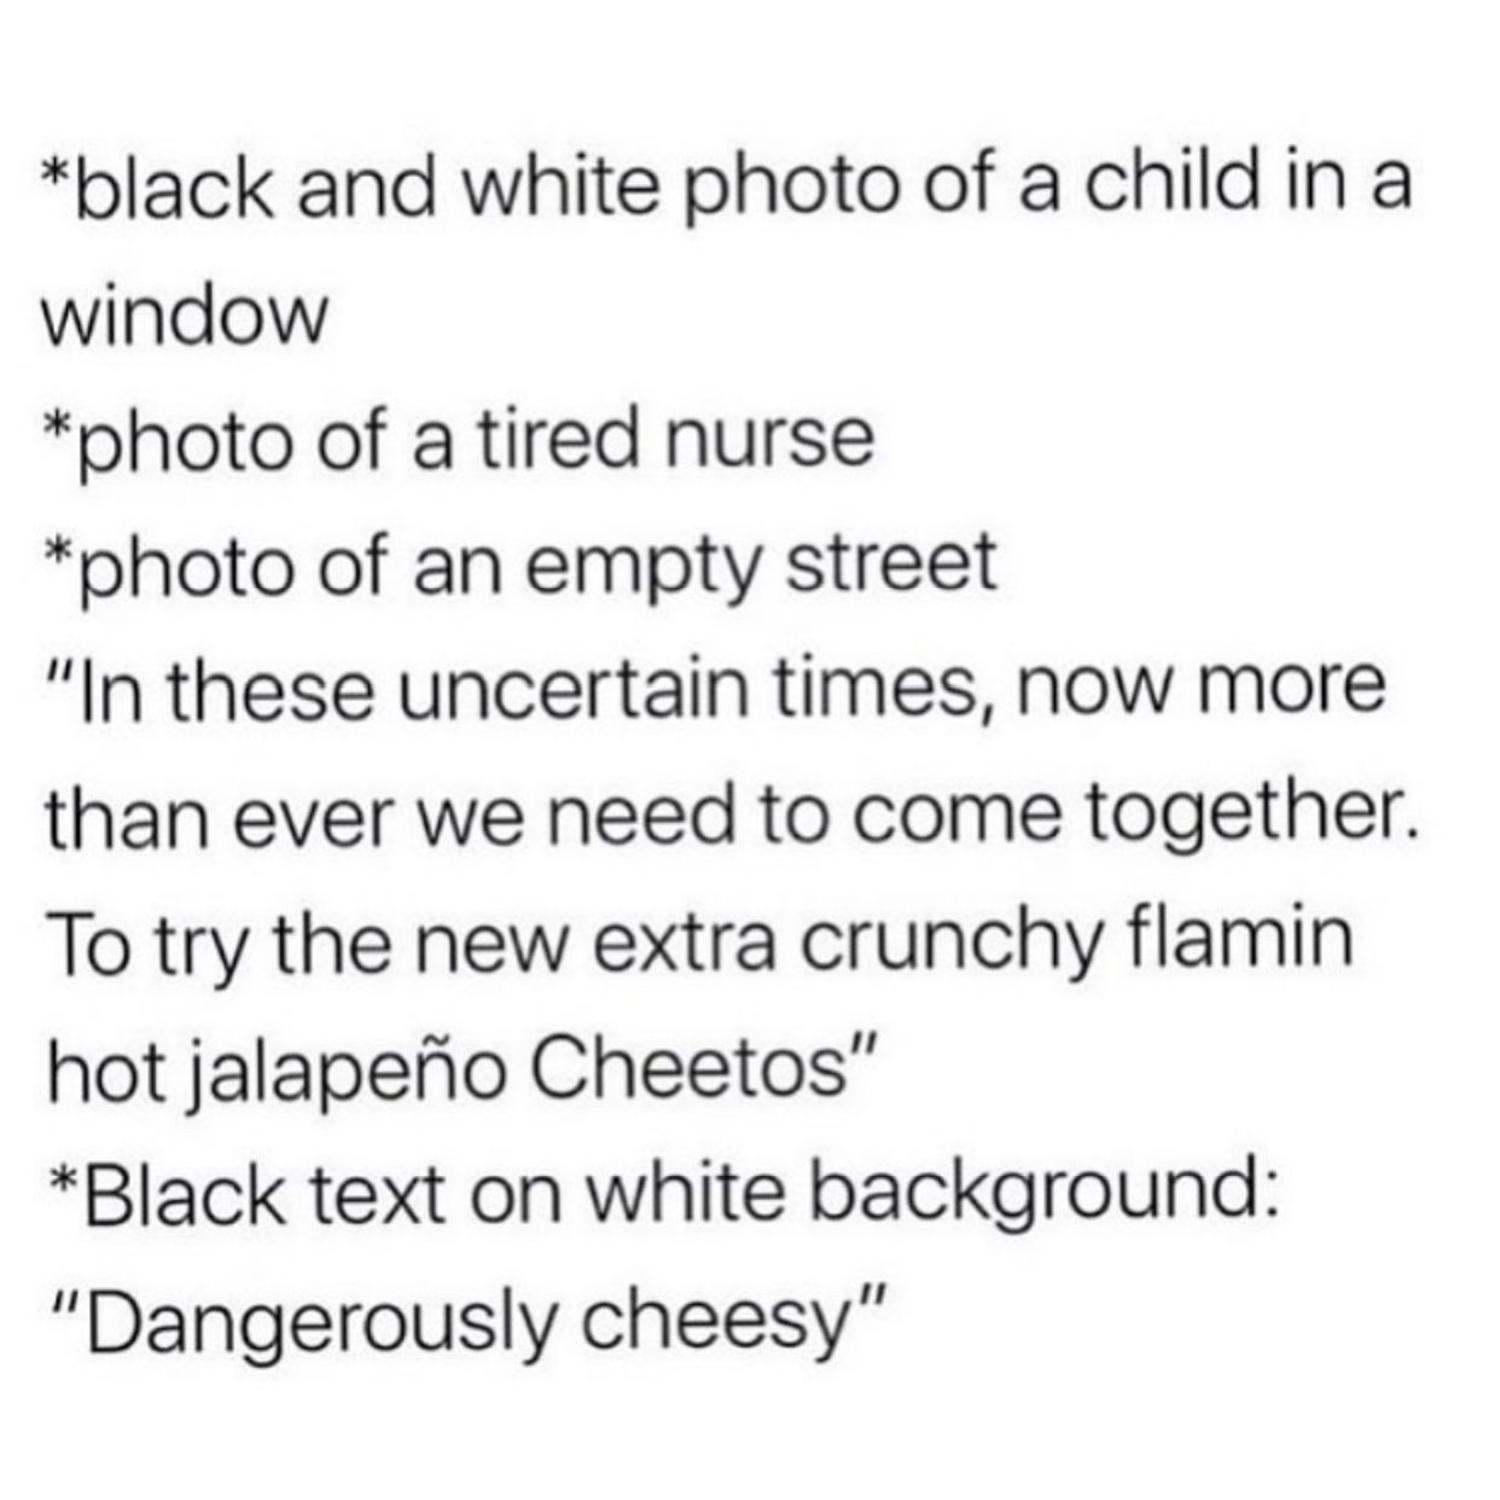 *black and white photo of a child in a
window
*photo of a tired nurse
*photo of an empty street
"In these uncertain times, now more
than ever we need to come together.
To try the new extra crunchy flamin
hot jalapeño Cheetos"
*Black text on white background:
"Dangerously cheesy"